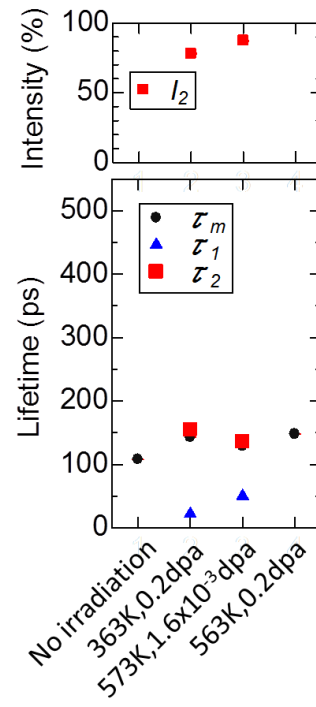 Intensity (%)
100
50
0
I2
Lifetime (ps)
500
400
300
200
100
0
τm
τ1
τ2
No irradiation
363K,0.2dpa
573K,1.6x10⁻³dpa
563K,0.2dpa